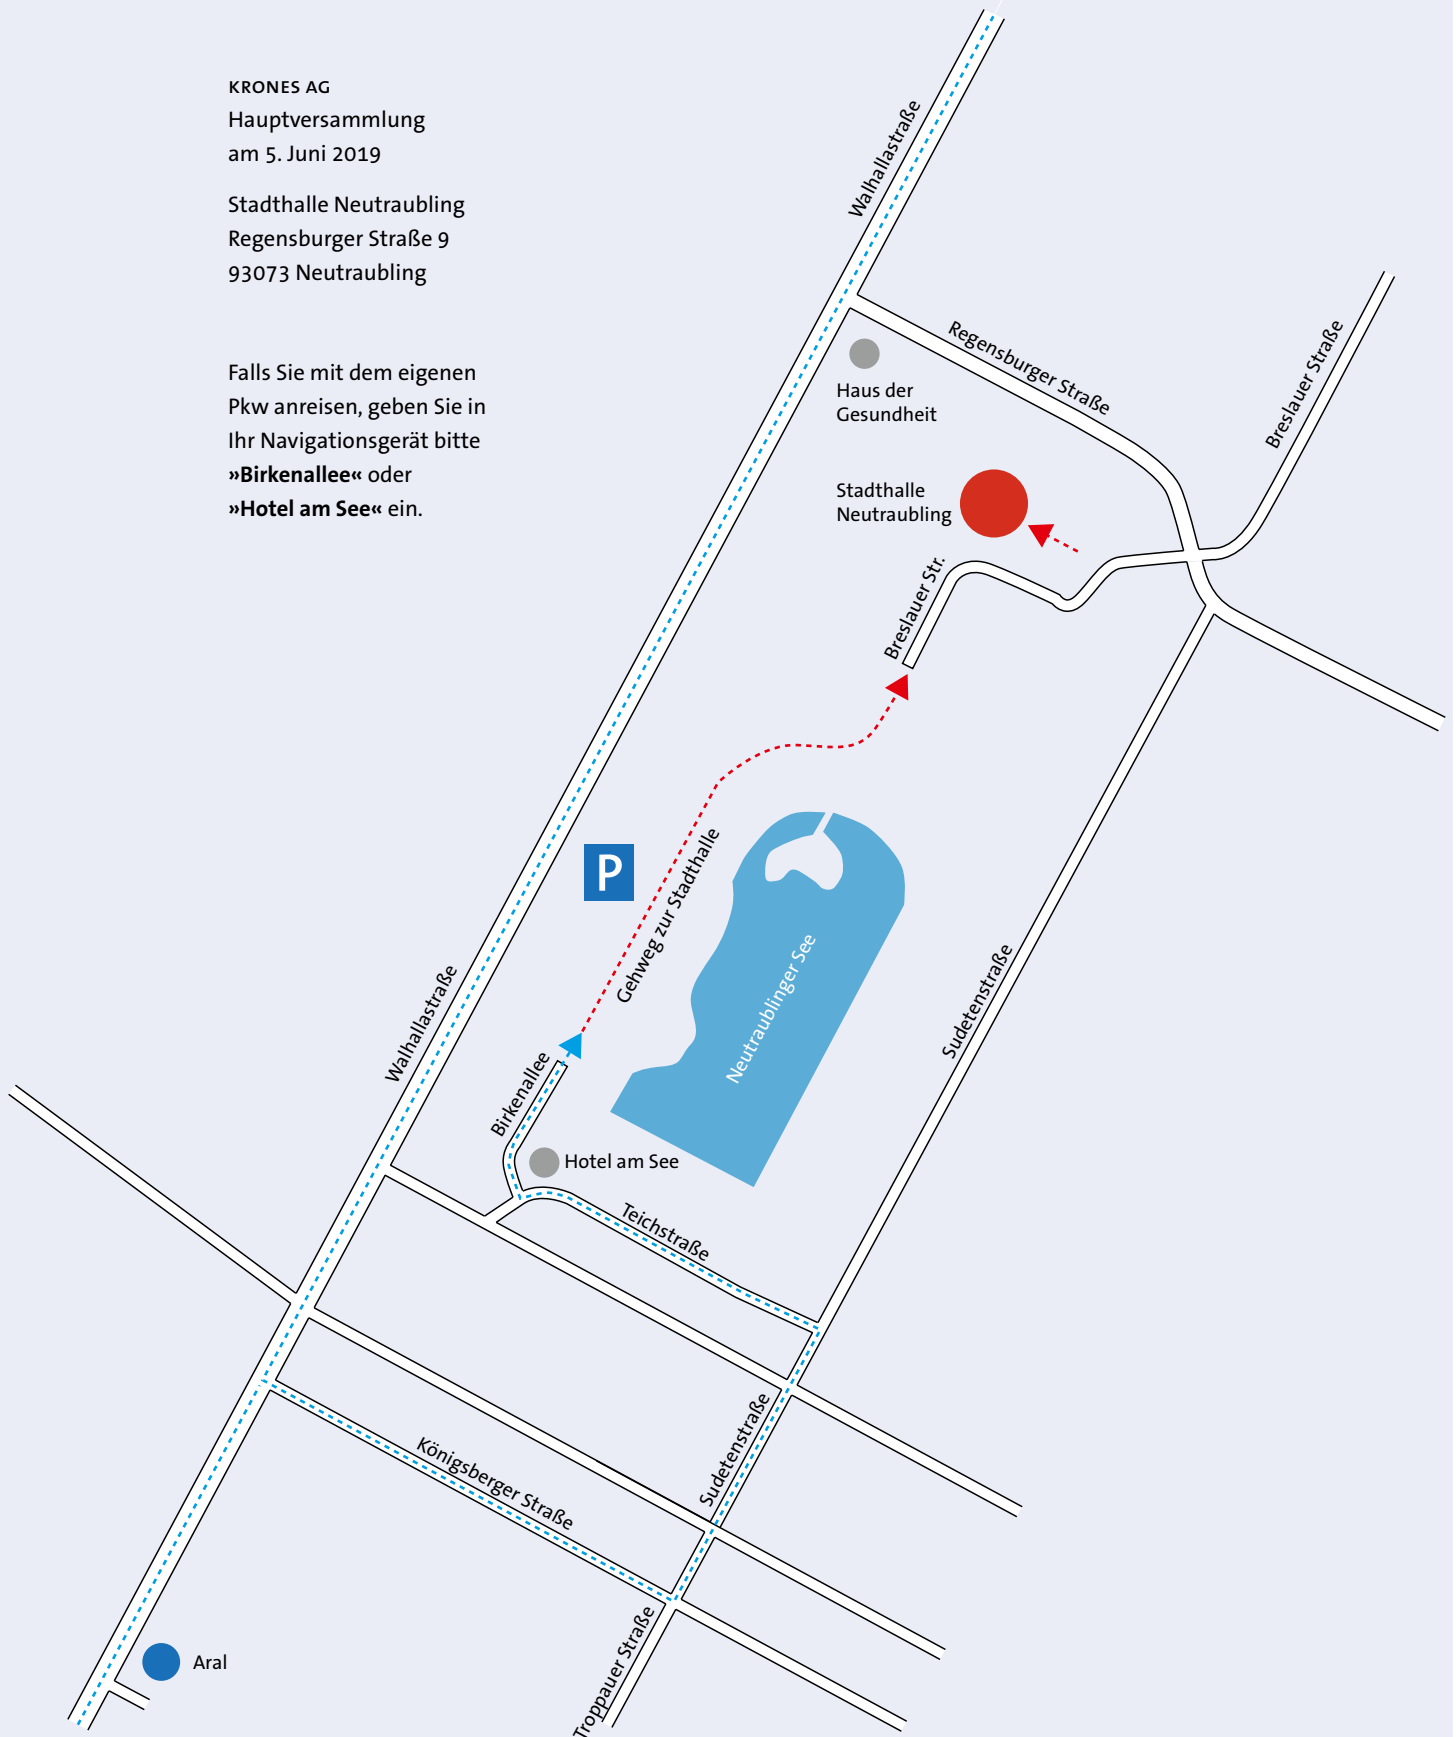 KRONES AG
Hauptversammlung
am 5. Juni 2019
Stadthalle Neutraubling
Regensburger Straße 9
93073 Neutraubling
Falls Sie mit dem eigenen
Pkw anreisen, geben Sie in
Ihr Navigationsgerät bitte
»Birkenallee« oder
»Hotel am See« ein.
Walhallastraße
Regensburger Straße
Breslauer Straße
Haus der
Gesundheit
Stadthalle
Neutraubling
Breslauer Str.
P
Gehweg zur Stadthalle
Neutraublinger See
Sudetenstraße
Walhallastraße
Birkenallee
Hotel am See
Teichstraße
Sudetenstraße
Königsberger Straße
Troppauer Straße
Aral